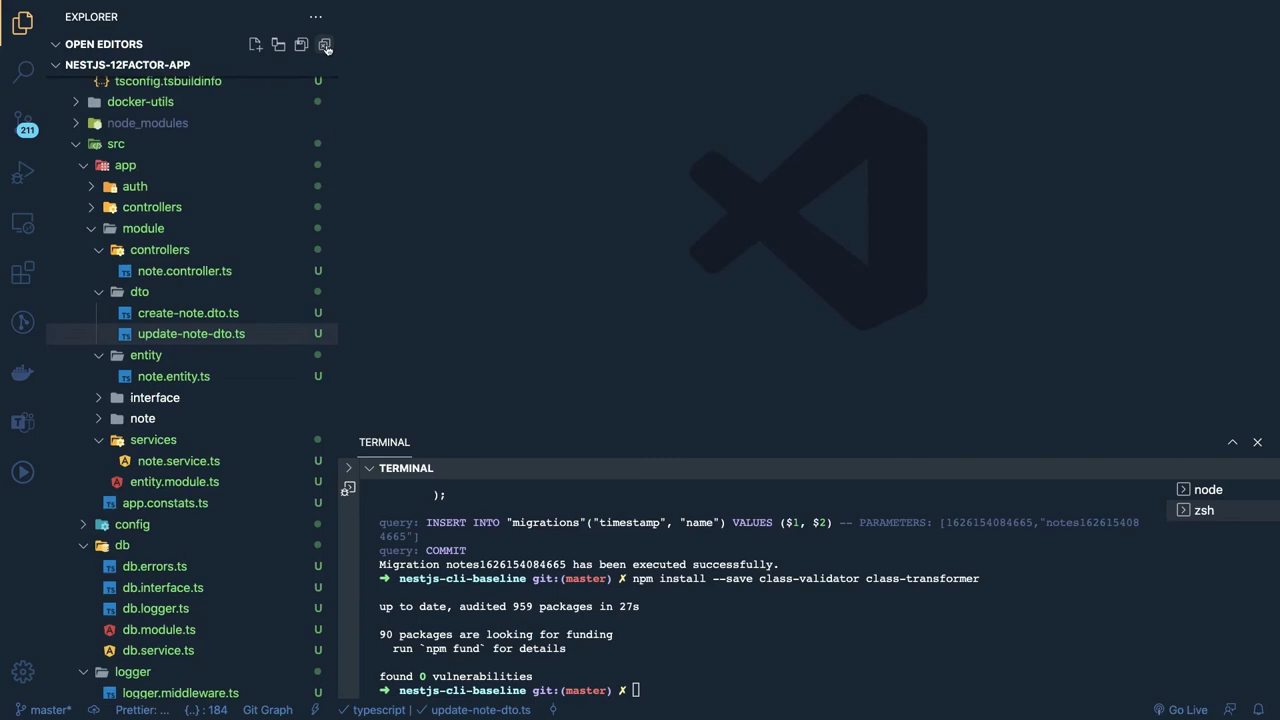 EXPLORER
OPEN EDITORS
NESTJS-12FACTOR-APP
tsconfig.tsbuildinfo U
docker-utils
node_modules
211
src
app
auth
controllers
module
controllers
note.controller.ts U
dto
create-note.dto.ts U
update-note-dto.ts U
entity
note.entity.ts U
interface
note
services
note.service.ts U
entity.module.ts U
app.constats.ts U
config
db
db.errors.ts U
db.interface.ts U
db.logger.ts U
db.module.ts U
db.service.ts U
logger
logger.middleware.ts U
TERMINAL
TERMINAL
node
zsh
);
query: INSERT INTO "migrations"("timestamp", "name") VALUES ($1, $2) -- PARAMETERS: [1626154084665,"notes162615408
4665"]
query: COMMIT
Migration notes1626154084665 has been executed successfully.
➜ nestjs-cli-baseline git:(master) ✗ npm install --save class-validator class-transformer
up to date, audited 959 packages in 27s
90 packages are looking for funding
run `npm fund` for details
found 0 vulnerabilities
➜ nestjs-cli-baseline git:(master) ✗
master* Prettier: ... {..} : 184 Git Graph ✓ typescript | ✓ update-note-dto.ts Go Live